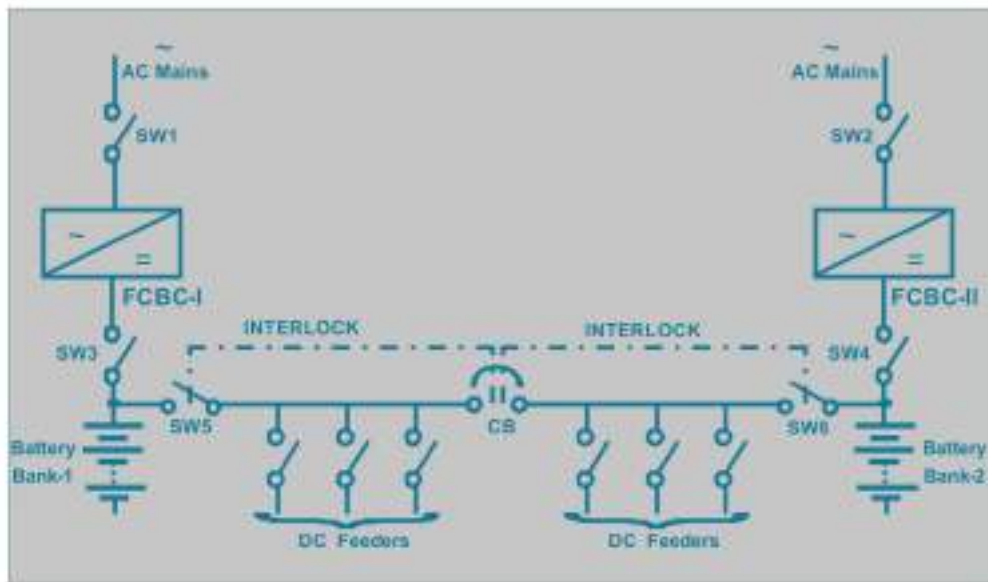 ~ ~
AC Mains AC Mains
SW1 SW2
~ ~
= =
FCBC-I FCBC-II
INTERLOCK INTERLOCK
SW3 SW4
SW5 CB SW6
Battery Battery
Bank-1 Bank-2
DC Feeders DC Feeders